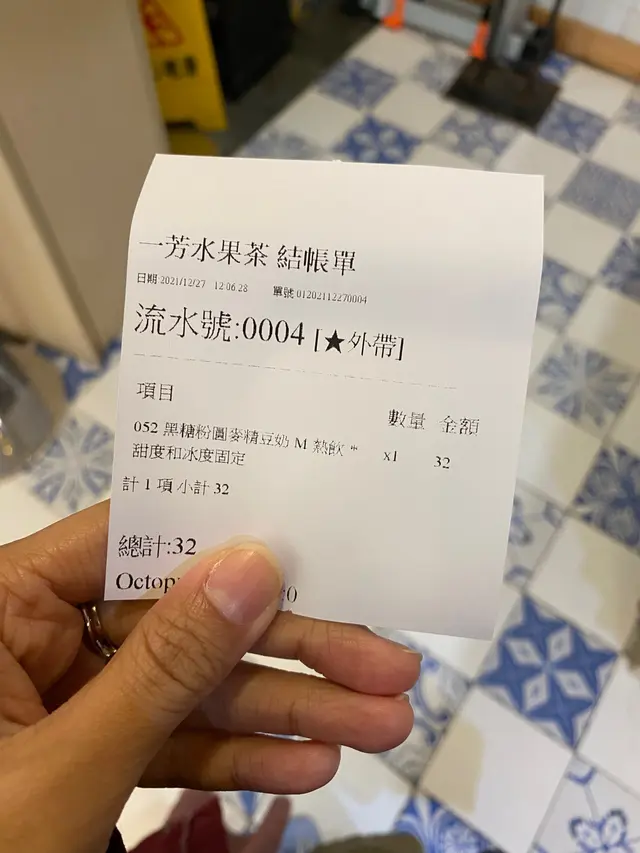 一芳水果茶 結帳單
日期 2021/12/27 12:06:28 單號 01202112270004
流水號:0004 [★外帶]
項目 數量 金額
052 黑糖粉圓麥精豆奶 M 熱飲 * x1 32
甜度和冰度固定
計 1 項 小計 32
總計:32